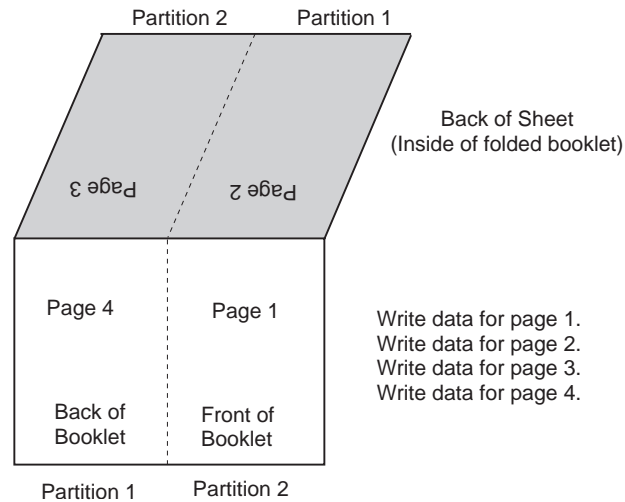 Partition 2
Partition 1
Back of Sheet
(Inside of folded booklet)
Page 3
Page 2
Page 4
Page 1
Write data for page 1.
Write data for page 2.
Write data for page 3.
Write data for page 4.
Back of
Booklet
Front of
Booklet
Partition 1
Partition 2